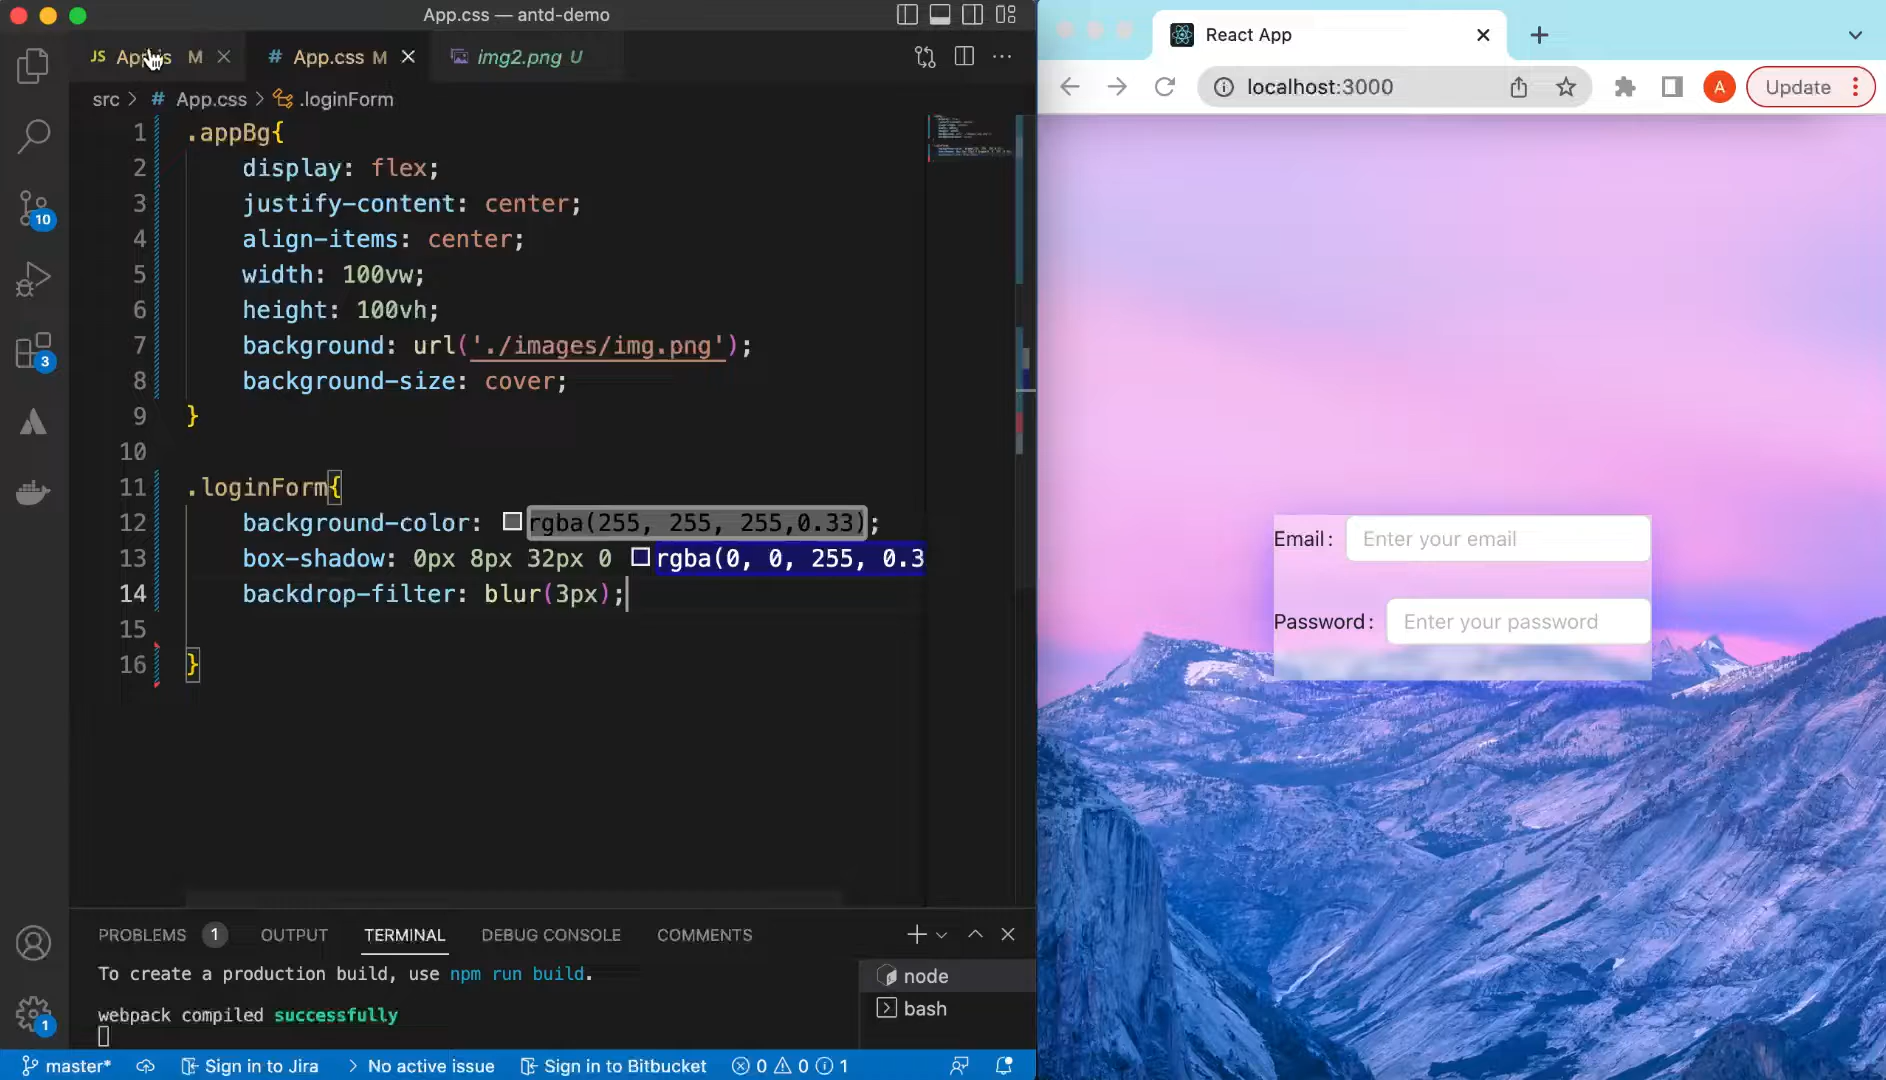 App.css — antd-demo
JS App.js M
# App.css M
img2.png U
src > # App.css > .loginForm
1 .appBg{
2 display: flex;
3 justify-content: center;
4 align-items: center;
5 width: 100vw;
6 height: 100vh;
7 background: url('./images/img.png');
8 background-size: cover;
9 }
10
11 .loginForm{
12 background-color: rgba(255, 255, 255,0.33);
13 box-shadow: 0px 8px 32px 0 rgba(0, 0, 255, 0.3
14 backdrop-filter: blur(3px);
15
16 }
10
3
1
PROBLEMS 1 OUTPUT TERMINAL DEBUG CONSOLE COMMENTS
To create a production build, use npm run build.
webpack compiled successfully
node
bash
master* Sign in to Jira No active issue Sign in to Bitbucket 0 0 1
React App
localhost:3000
A
Update
Email :
Enter your email
Password :
Enter your password